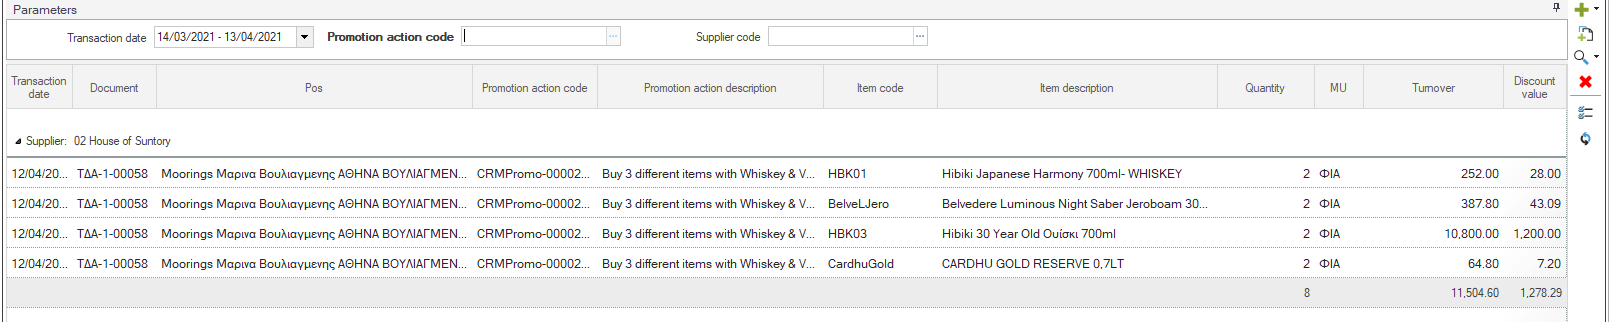 Parameters
Transaction date 14/03/2021 - 13/04/2021 Promotion action code ... Supplier code ...
Transaction date Document Pos Promotion action code Promotion action description Item code Item description Quantity MU Turnover Discount value
Supplier: 02 House of Suntory
12/04/20... ΤΔΑ-1-00058 Moorings Μαρινα Βουλιαγμενης ΑΘΗΝΑ ΒΟΥΛΙΑΓΜΕΝ... CRMPromo-00002... Buy 3 different items with Whiskey & V... HBK01 Hibiki Japanese Harmony 700ml- WHISKEY 2 ΦΙΑ 252.00 28.00
12/04/20... ΤΔΑ-1-00058 Moorings Μαρινα Βουλιαγμενης ΑΘΗΝΑ ΒΟΥΛΙΑΓΜΕΝ... CRMPromo-00002... Buy 3 different items with Whiskey & V... BelveLJero Belvedere Luminous Night Saber Jeroboam 30... 2 ΦΙΑ 387.80 43.09
12/04/20... ΤΔΑ-1-00058 Moorings Μαρινα Βουλιαγμενης ΑΘΗΝΑ ΒΟΥΛΙΑΓΜΕΝ... CRMPromo-00002... Buy 3 different items with Whiskey & V... HBK03 Hibiki 30 Year Old Ουίσκι 700ml 2 ΦΙΑ 10,800.00 1,200.00
12/04/20... ΤΔΑ-1-00058 Moorings Μαρινα Βουλιαγμενης ΑΘΗΝΑ ΒΟΥΛΙΑΓΜΕΝ... CRMPromo-00002... Buy 3 different items with Whiskey & V... CardhuGold CARDHU GOLD RESERVE 0,7LT 2 ΦΙΑ 64.80 7.20
8 11,504.60 1,278.29